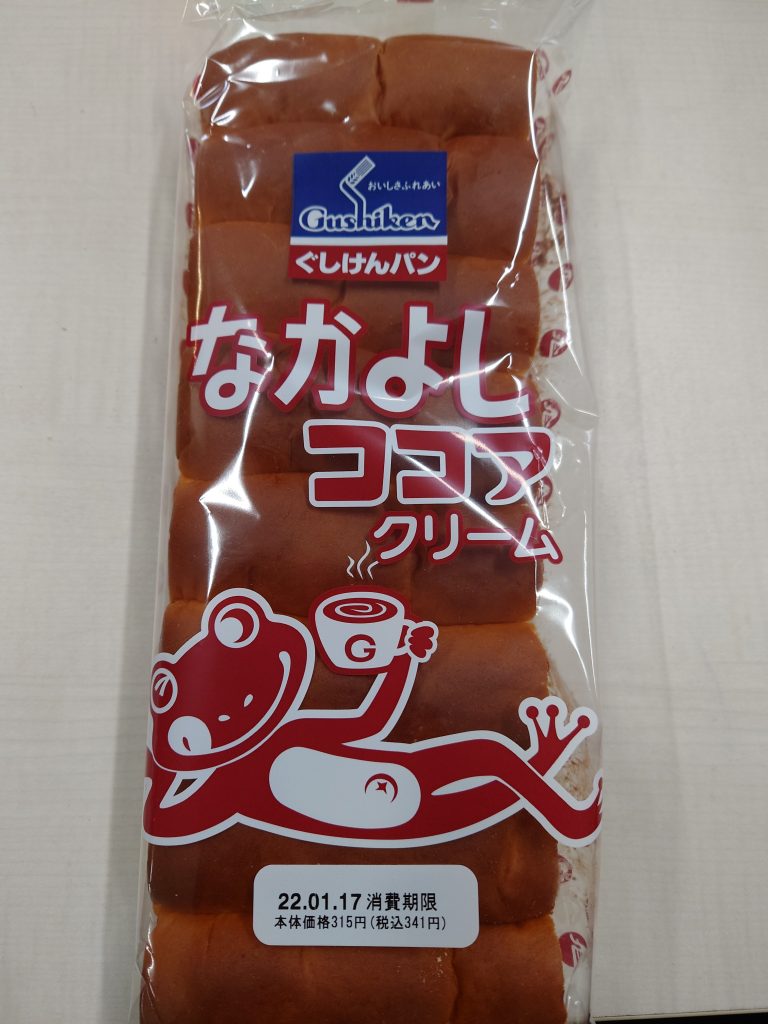 おいしさふれあい
Gushiken
ぐしけんパン
なかよし
ココア
クリーム
G
22.01.17 消費期限
本体価格315円(税込341円)